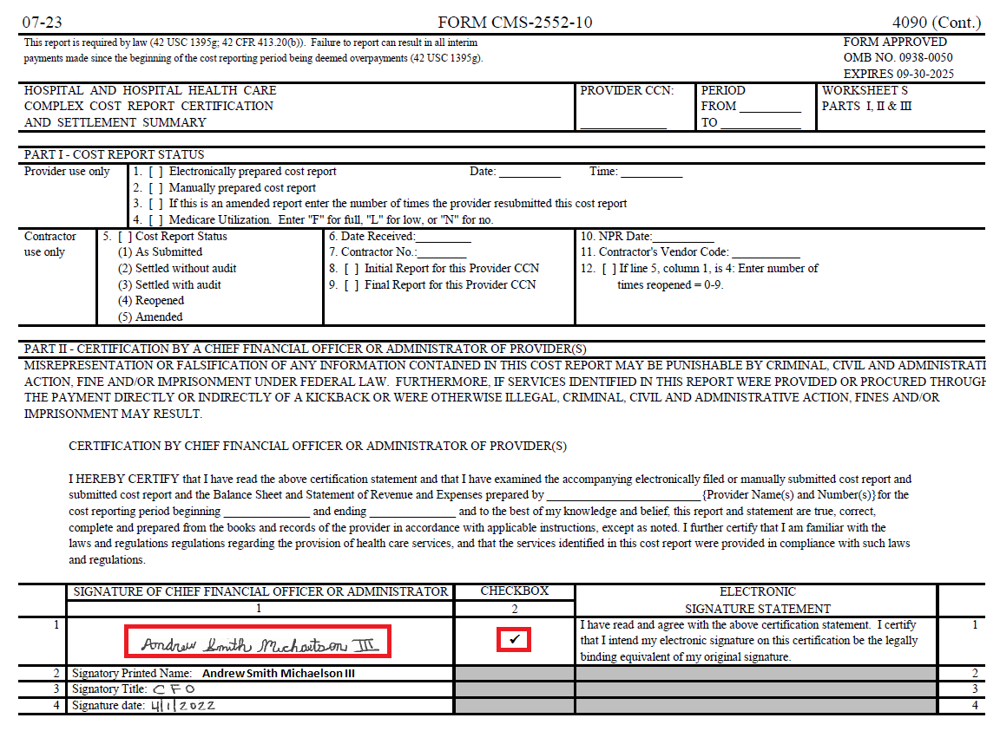 07-23 FORM CMS-2552-10 4090 (Cont.)
This report is required by law (42 USC 1395g; 42 CFR 413.20(b)). Failure to report can result in all interim FORM APPROVED
payments made since the beginning of the cost reporting period being deemed overpayments (42 USC 1395g). OMB NO. 0938-0050
EXPIRES 09-30-2025
HOSPITAL AND HOSPITAL HEALTH CARE PROVIDER CCN: PERIOD WORKSHEET S
COMPLEX COST REPORT CERTIFICATION FROM __________ PARTS I, II & III
AND SETTLEMENT SUMMARY ______________ TO _____________
PART I - COST REPORT STATUS
Provider use only 1. [ ] Electronically prepared cost report Date: __________ Time: __________
2. [ ] Manually prepared cost report
3. [ ] If this is an amended report enter the number of times the provider resubmitted this cost report
4. [ ] Medicare Utilization. Enter "F" for full, "L" for low, or "N" for no.
Contractor 5. [ ] Cost Report Status 6. Date Received:_________ 10. NPR Date:__________
use only (1) As Submitted 7. Contractor No.:________ 11. Contractor's Vendor Code: ___________
(2) Settled without audit 8. [ ] Initial Report for this Provider CCN 12. [ ] If line 5, column 1, is 4: Enter number of
(3) Settled with audit 9. [ ] Final Report for this Provider CCN times reopened = 0-9.
(4) Reopened
(5) Amended
PART II - CERTIFICATION BY A CHIEF FINANCIAL OFFICER OR ADMINISTRATOR OF PROVIDER(S)
MISREPRESENTATION OR FALSIFICATION OF ANY INFORMATION CONTAINED IN THIS COST REPORT MAY BE PUNISHABLE BY CRIMINAL, CIVIL AND ADMINISTRATI
ACTION, FINE AND/OR IMPRISONMENT UNDER FEDERAL LAW. FURTHERMORE, IF SERVICES IDENTIFIED IN THIS REPORT WERE PROVIDED OR PROCURED THROUGH
THE PAYMENT DIRECTLY OR INDIRECTLY OF A KICKBACK OR WERE OTHERWISE ILLEGAL, CRIMINAL, CIVIL AND ADMINISTRATIVE ACTION, FINES AND/OR
IMPRISONMENT MAY RESULT.
CERTIFICATION BY CHIEF FINANCIAL OFFICER OR ADMINISTRATOR OF PROVIDER(S)
I HEREBY CERTIFY that I have read the above certification statement and that I have examined the accompanying electronically filed or manually submitted cost report and
submitted cost report and the Balance Sheet and Statement of Revenue and Expenses prepared by _________________________{Provider Name(s) and Number(s)}for the
cost reporting period beginning ______________ and ending ______________ and to the best of my knowledge and belief, this report and statement are true, correct,
complete and prepared from the books and records of the provider in accordance with applicable instructions, except as noted. I further certify that I am familiar with the
laws and regulations regulations regarding the provision of health care services, and that the services identified in this cost report were provided in compliance with such laws
and regulations.
SIGNATURE OF CHIEF FINANCIAL OFFICER OR ADMINISTRATOR CHECKBOX ELECTRONIC
1 2 SIGNATURE STATEMENT
1 Andrew Smith Michaelson III ✔ I have read and agree with the above certification statement. I certify 1
that I intend my electronic signature on this certification be the legally
binding equivalent of my original signature.
2 Signatory Printed Name: Andrew Smith Michaelson III 2
3 Signatory Title: CFO 3
4 Signature date: 4/1/2022 4